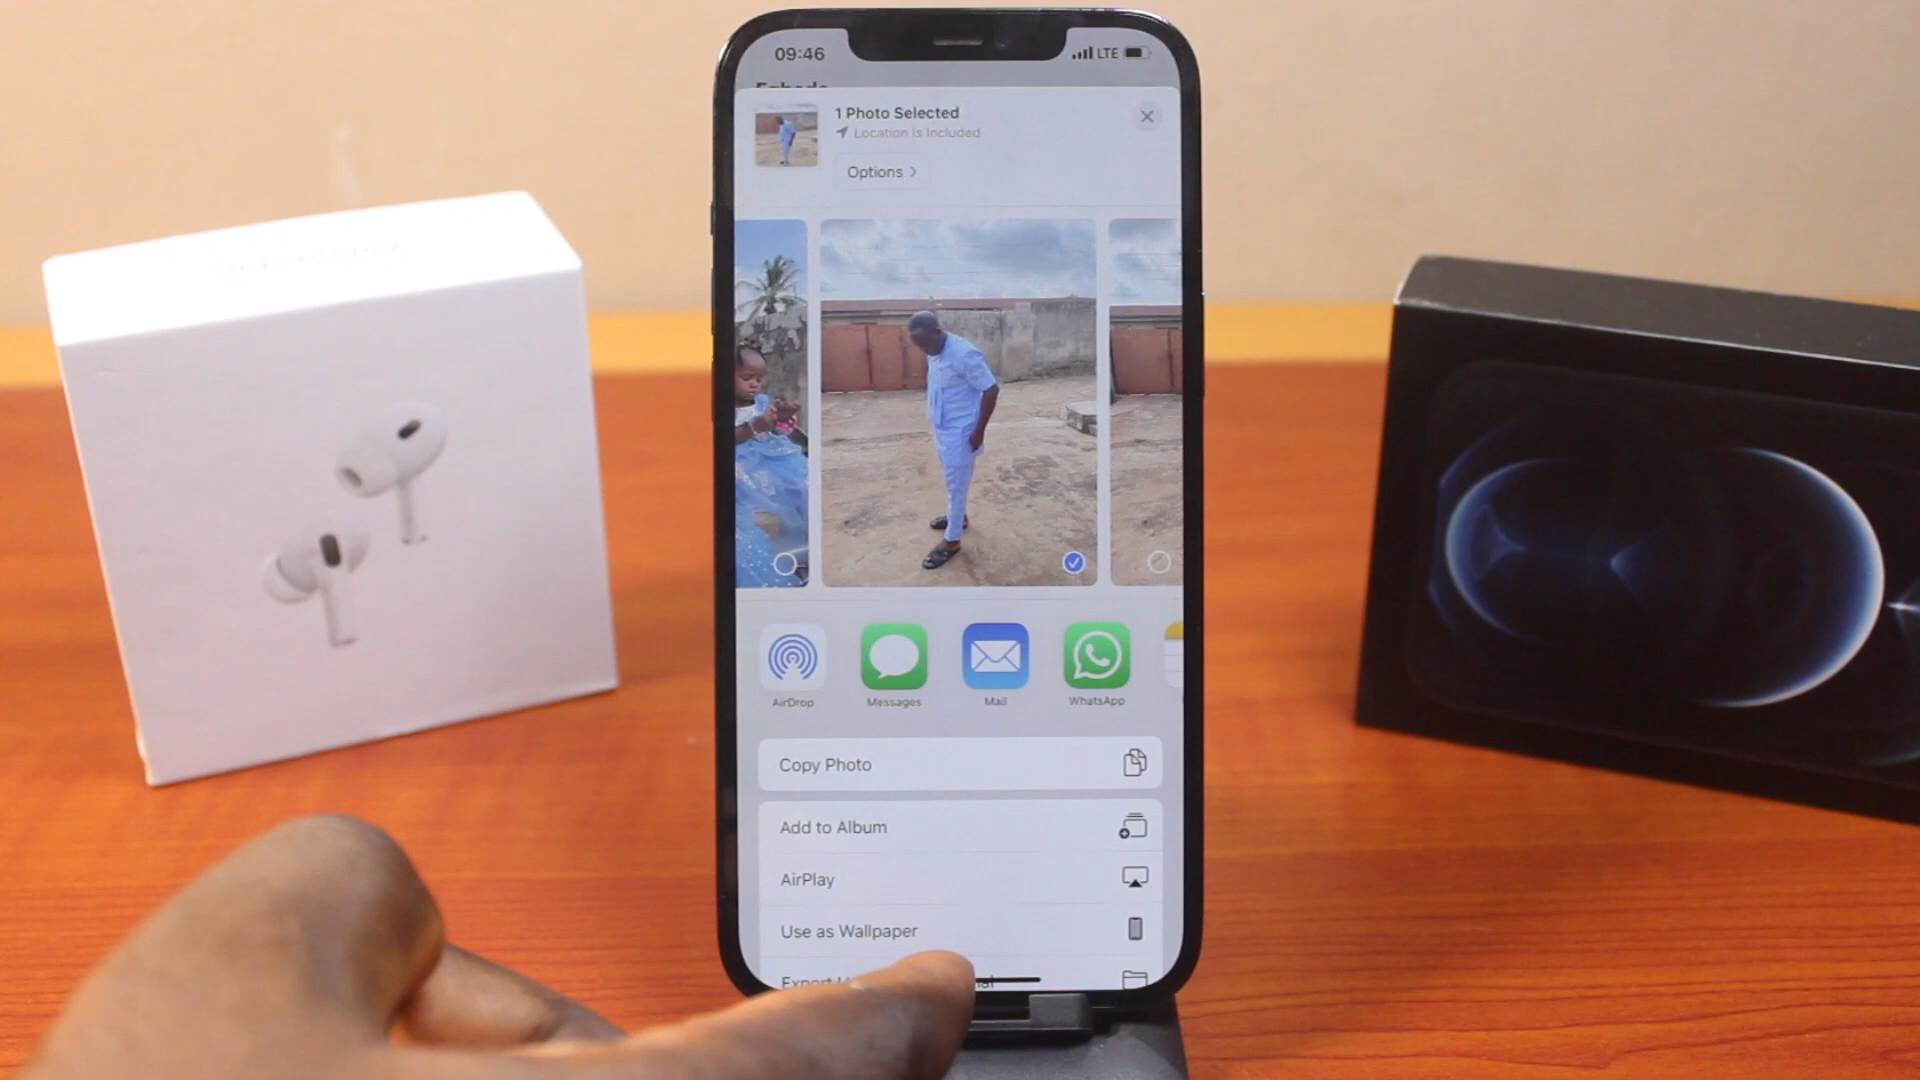 09:46
LTE
1 Photo Selected
Location Is Included
Options >
AirDrop
Messages
Mail
WhatsApp
Copy Photo
Add to Album
AirPlay
Use as Wallpaper
Export